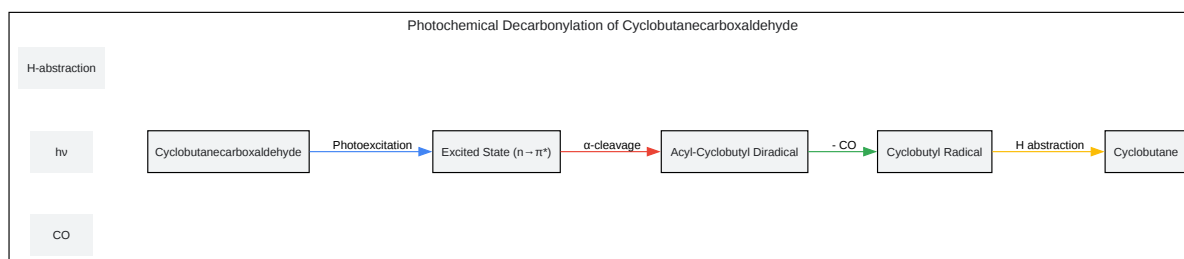 Photochemical Decarbonylation of Cyclobutanecarboxaldehyde
H-abstraction
hν
Cyclobutanecarboxaldehyde
Photoexcitation
Excited State (n→π*)
α-cleavage
Acyl-Cyclobutyl Diradical
- CO
Cyclobutyl Radical
H abstraction
Cyclobutane
CO